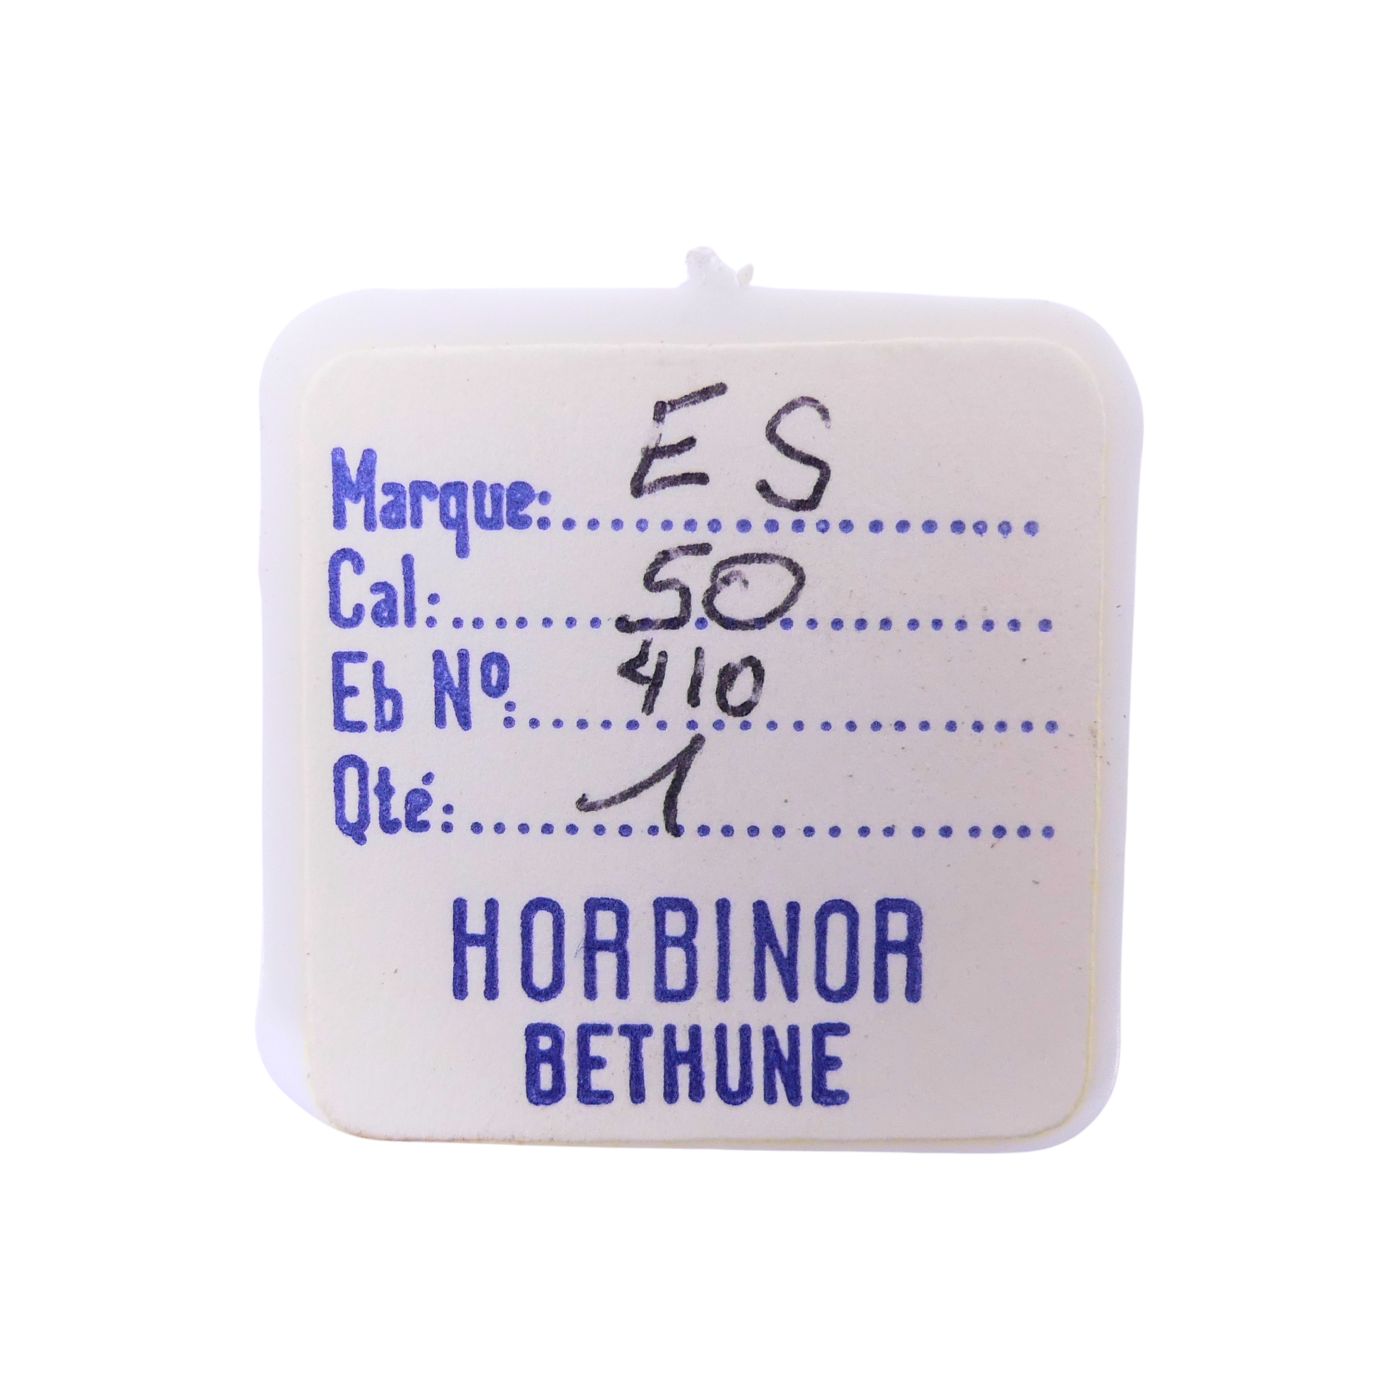 Marque: ES
Cal: 50
Eb Nº: 410
Qté: 1
HORBINOR
BETHUNE